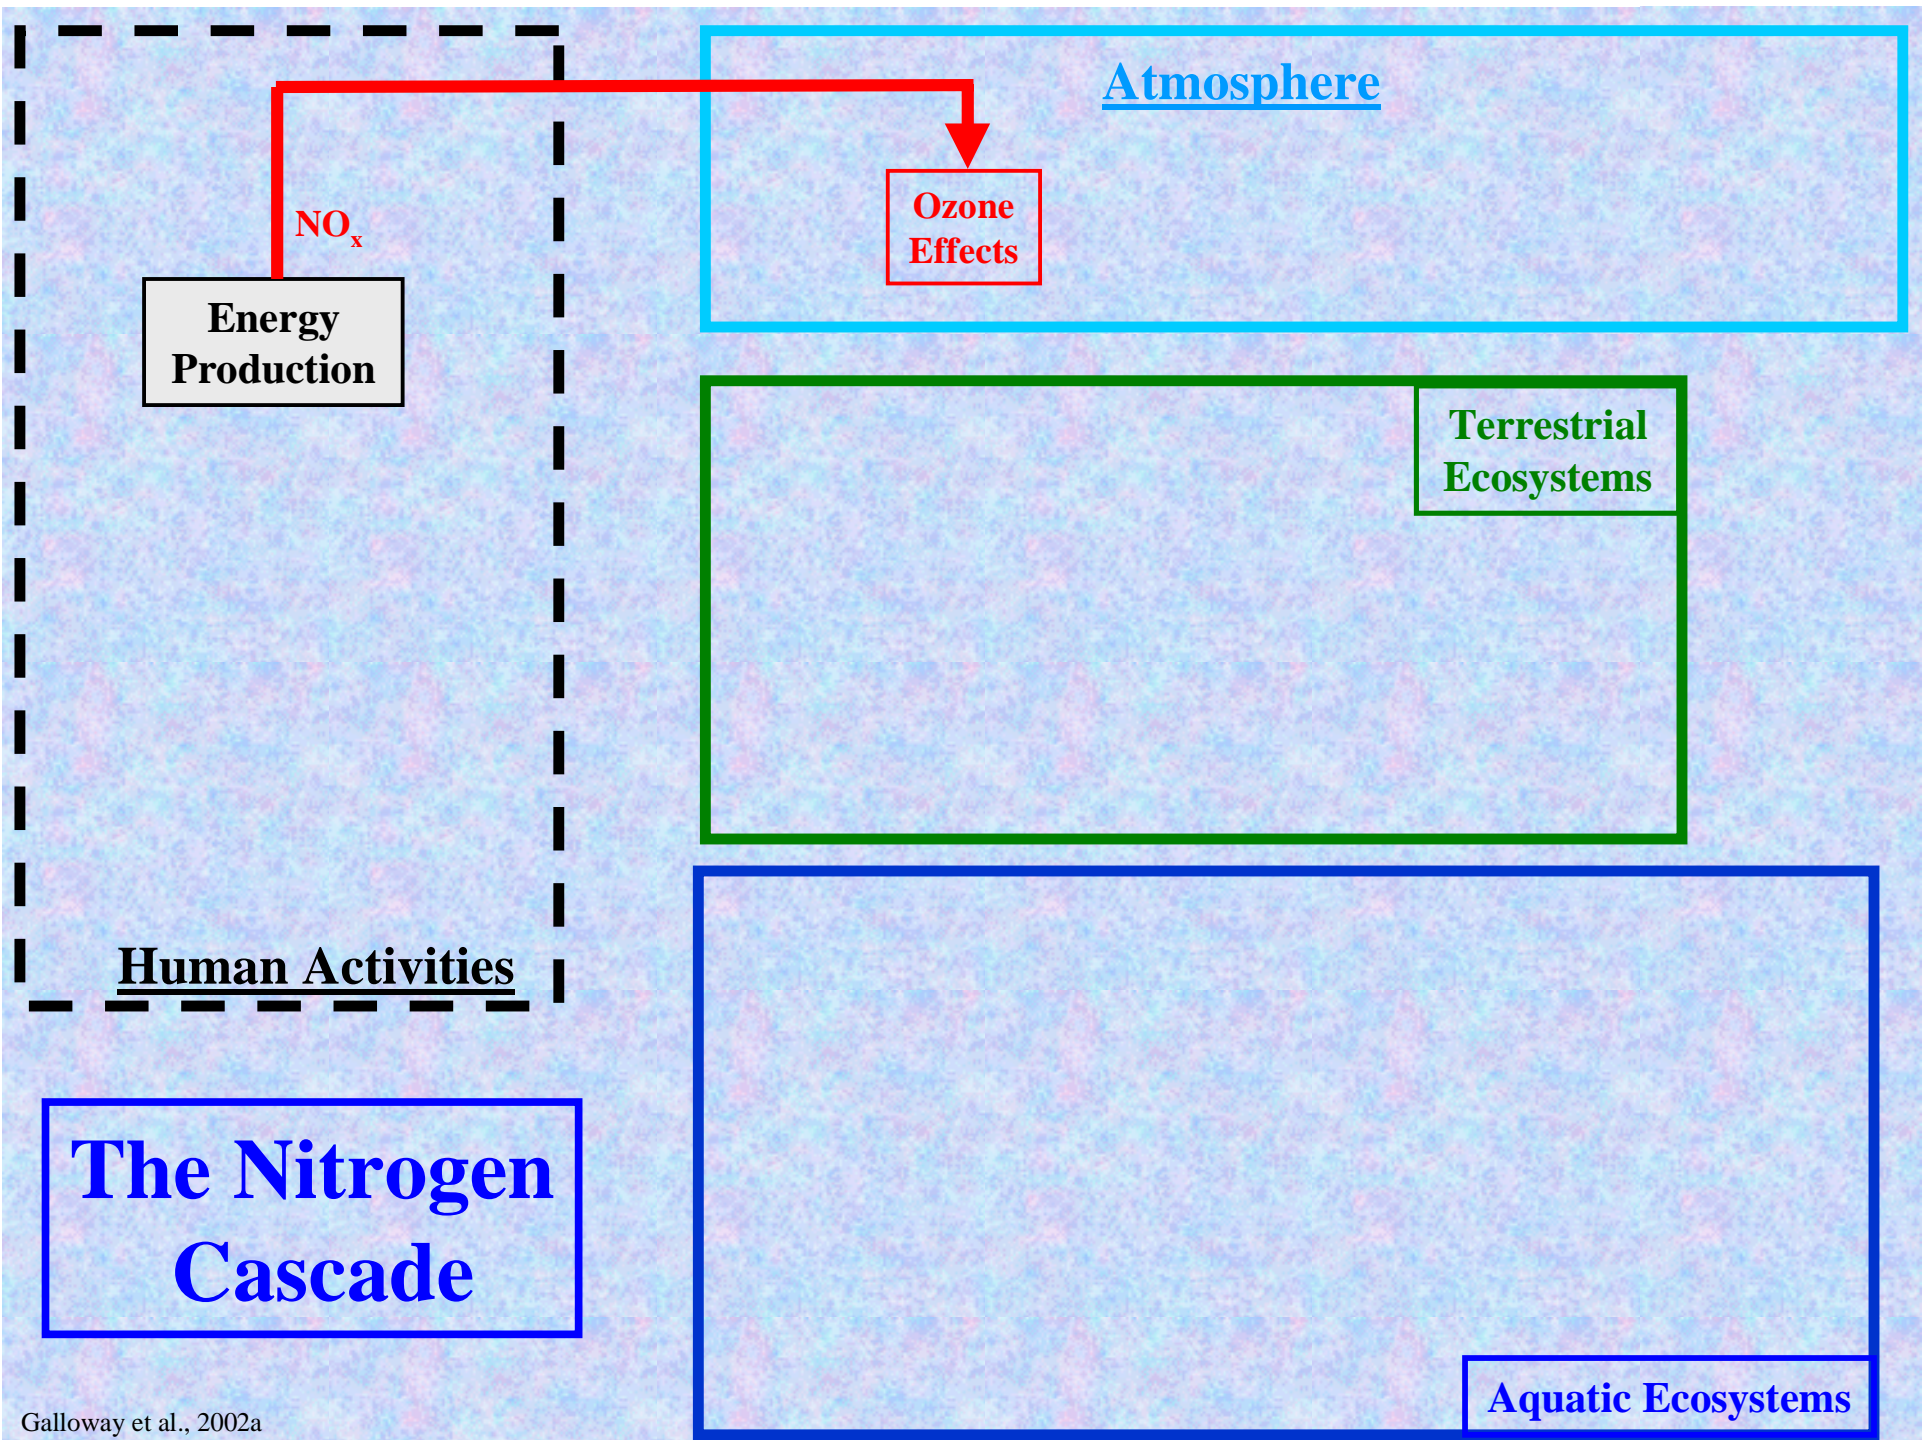 Atmosphere
NOx
Ozone
Effects
Energy
Production
Terrestrial
Ecosystems
Human Activities
The Nitrogen
Cascade
Aquatic Ecosystems
Galloway et al., 2002a